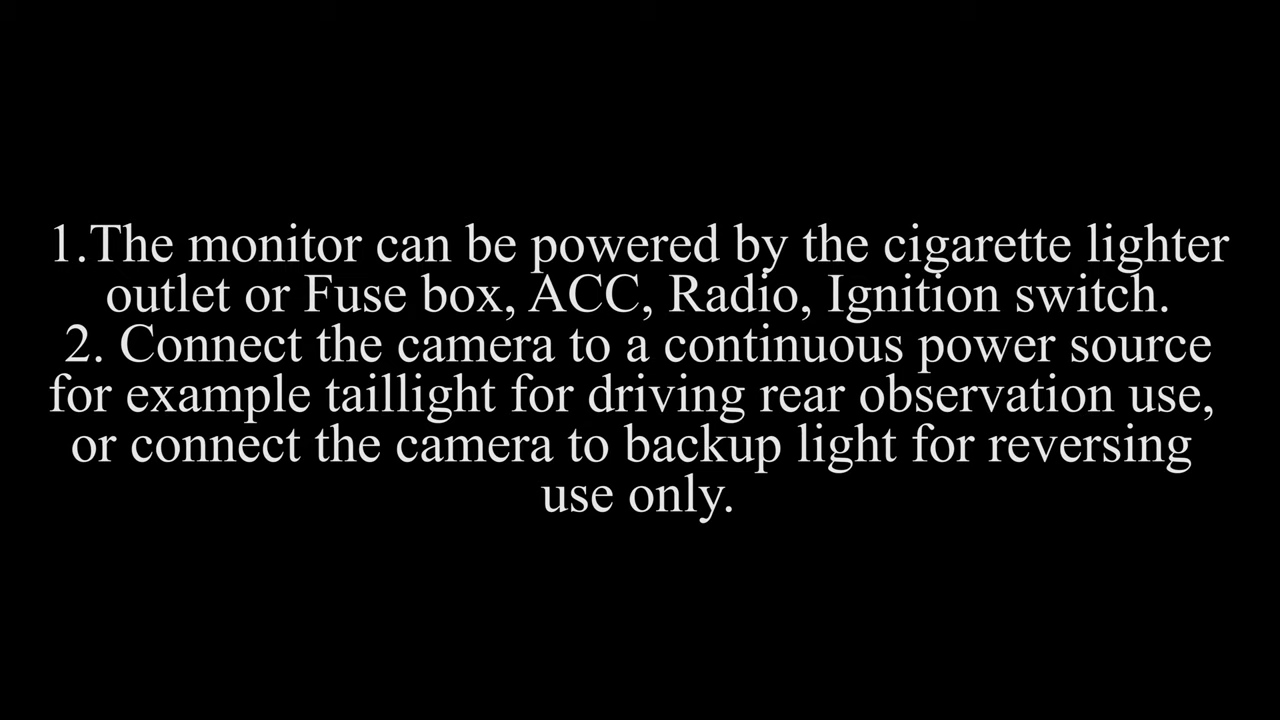 1.The monitor can be powered by the cigarette lighter
outlet or Fuse box, ACC, Radio, Ignition switch.
2. Connect the camera to a continuous power source
for example taillight for driving rear observation use,
or connect the camera to backup light for reversing
use only.